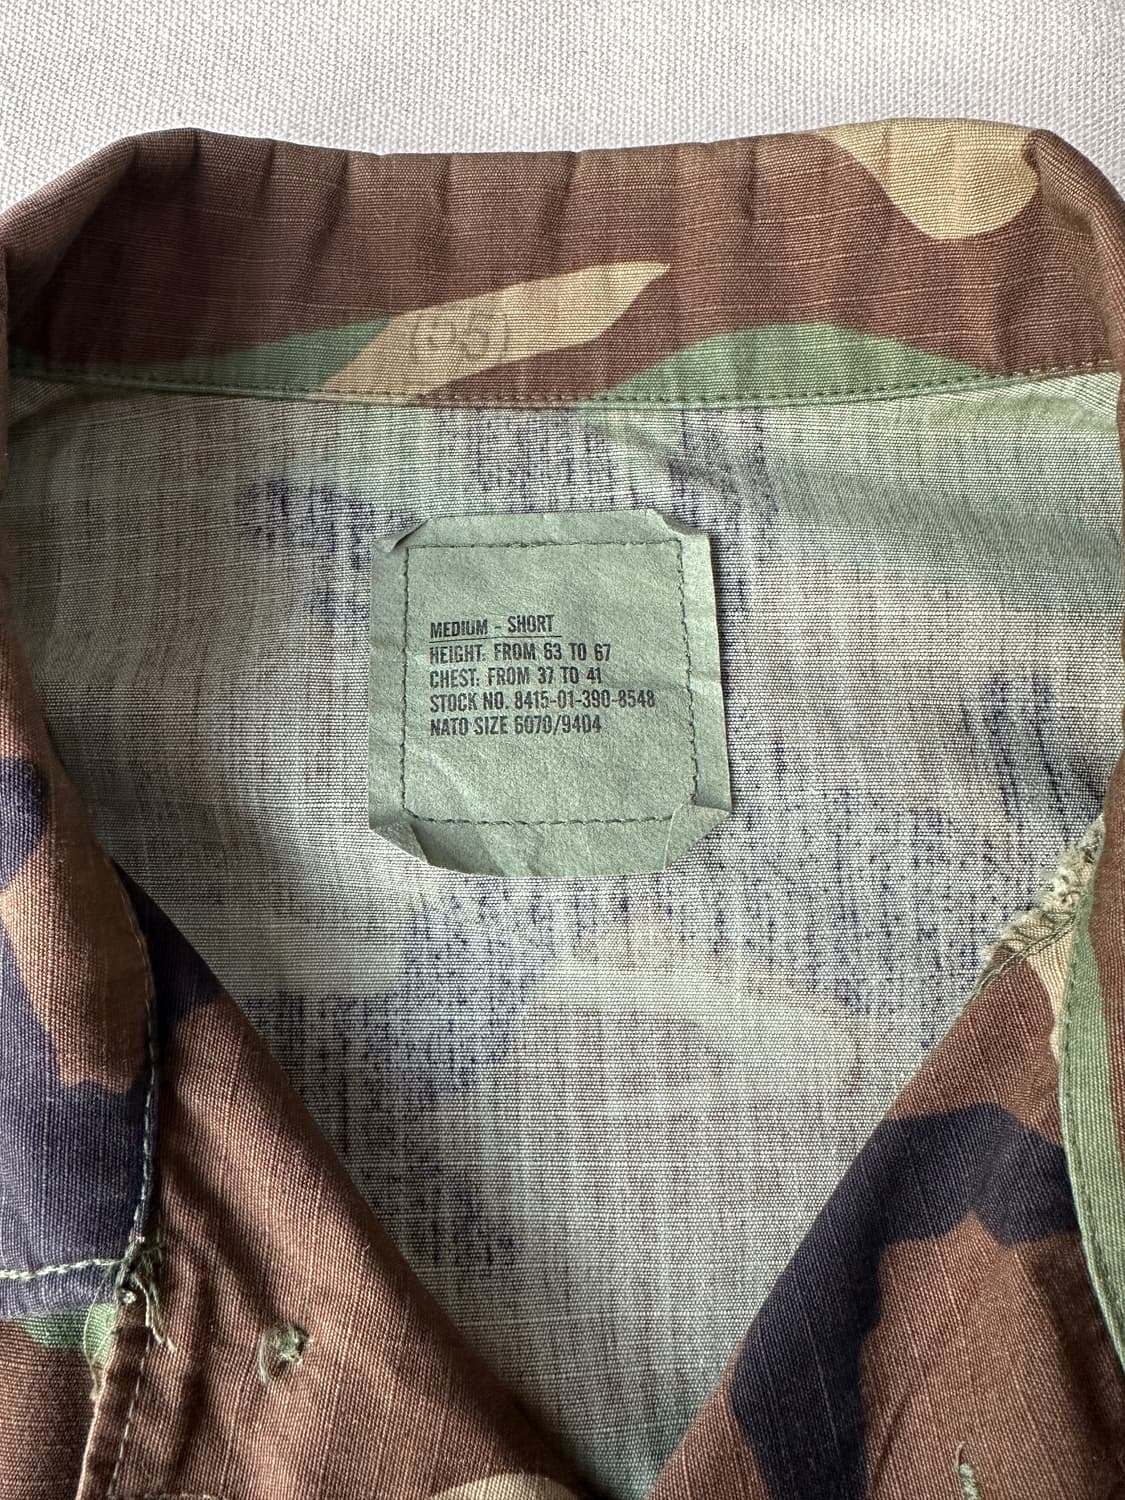 (55)
MEDIUM - SHORT
HEIGHT: FROM 63 TO 67
CHEST: FROM 37 TO 41
STOCK NO. 8415-01-390-8548
NATO SIZE 6070/9404